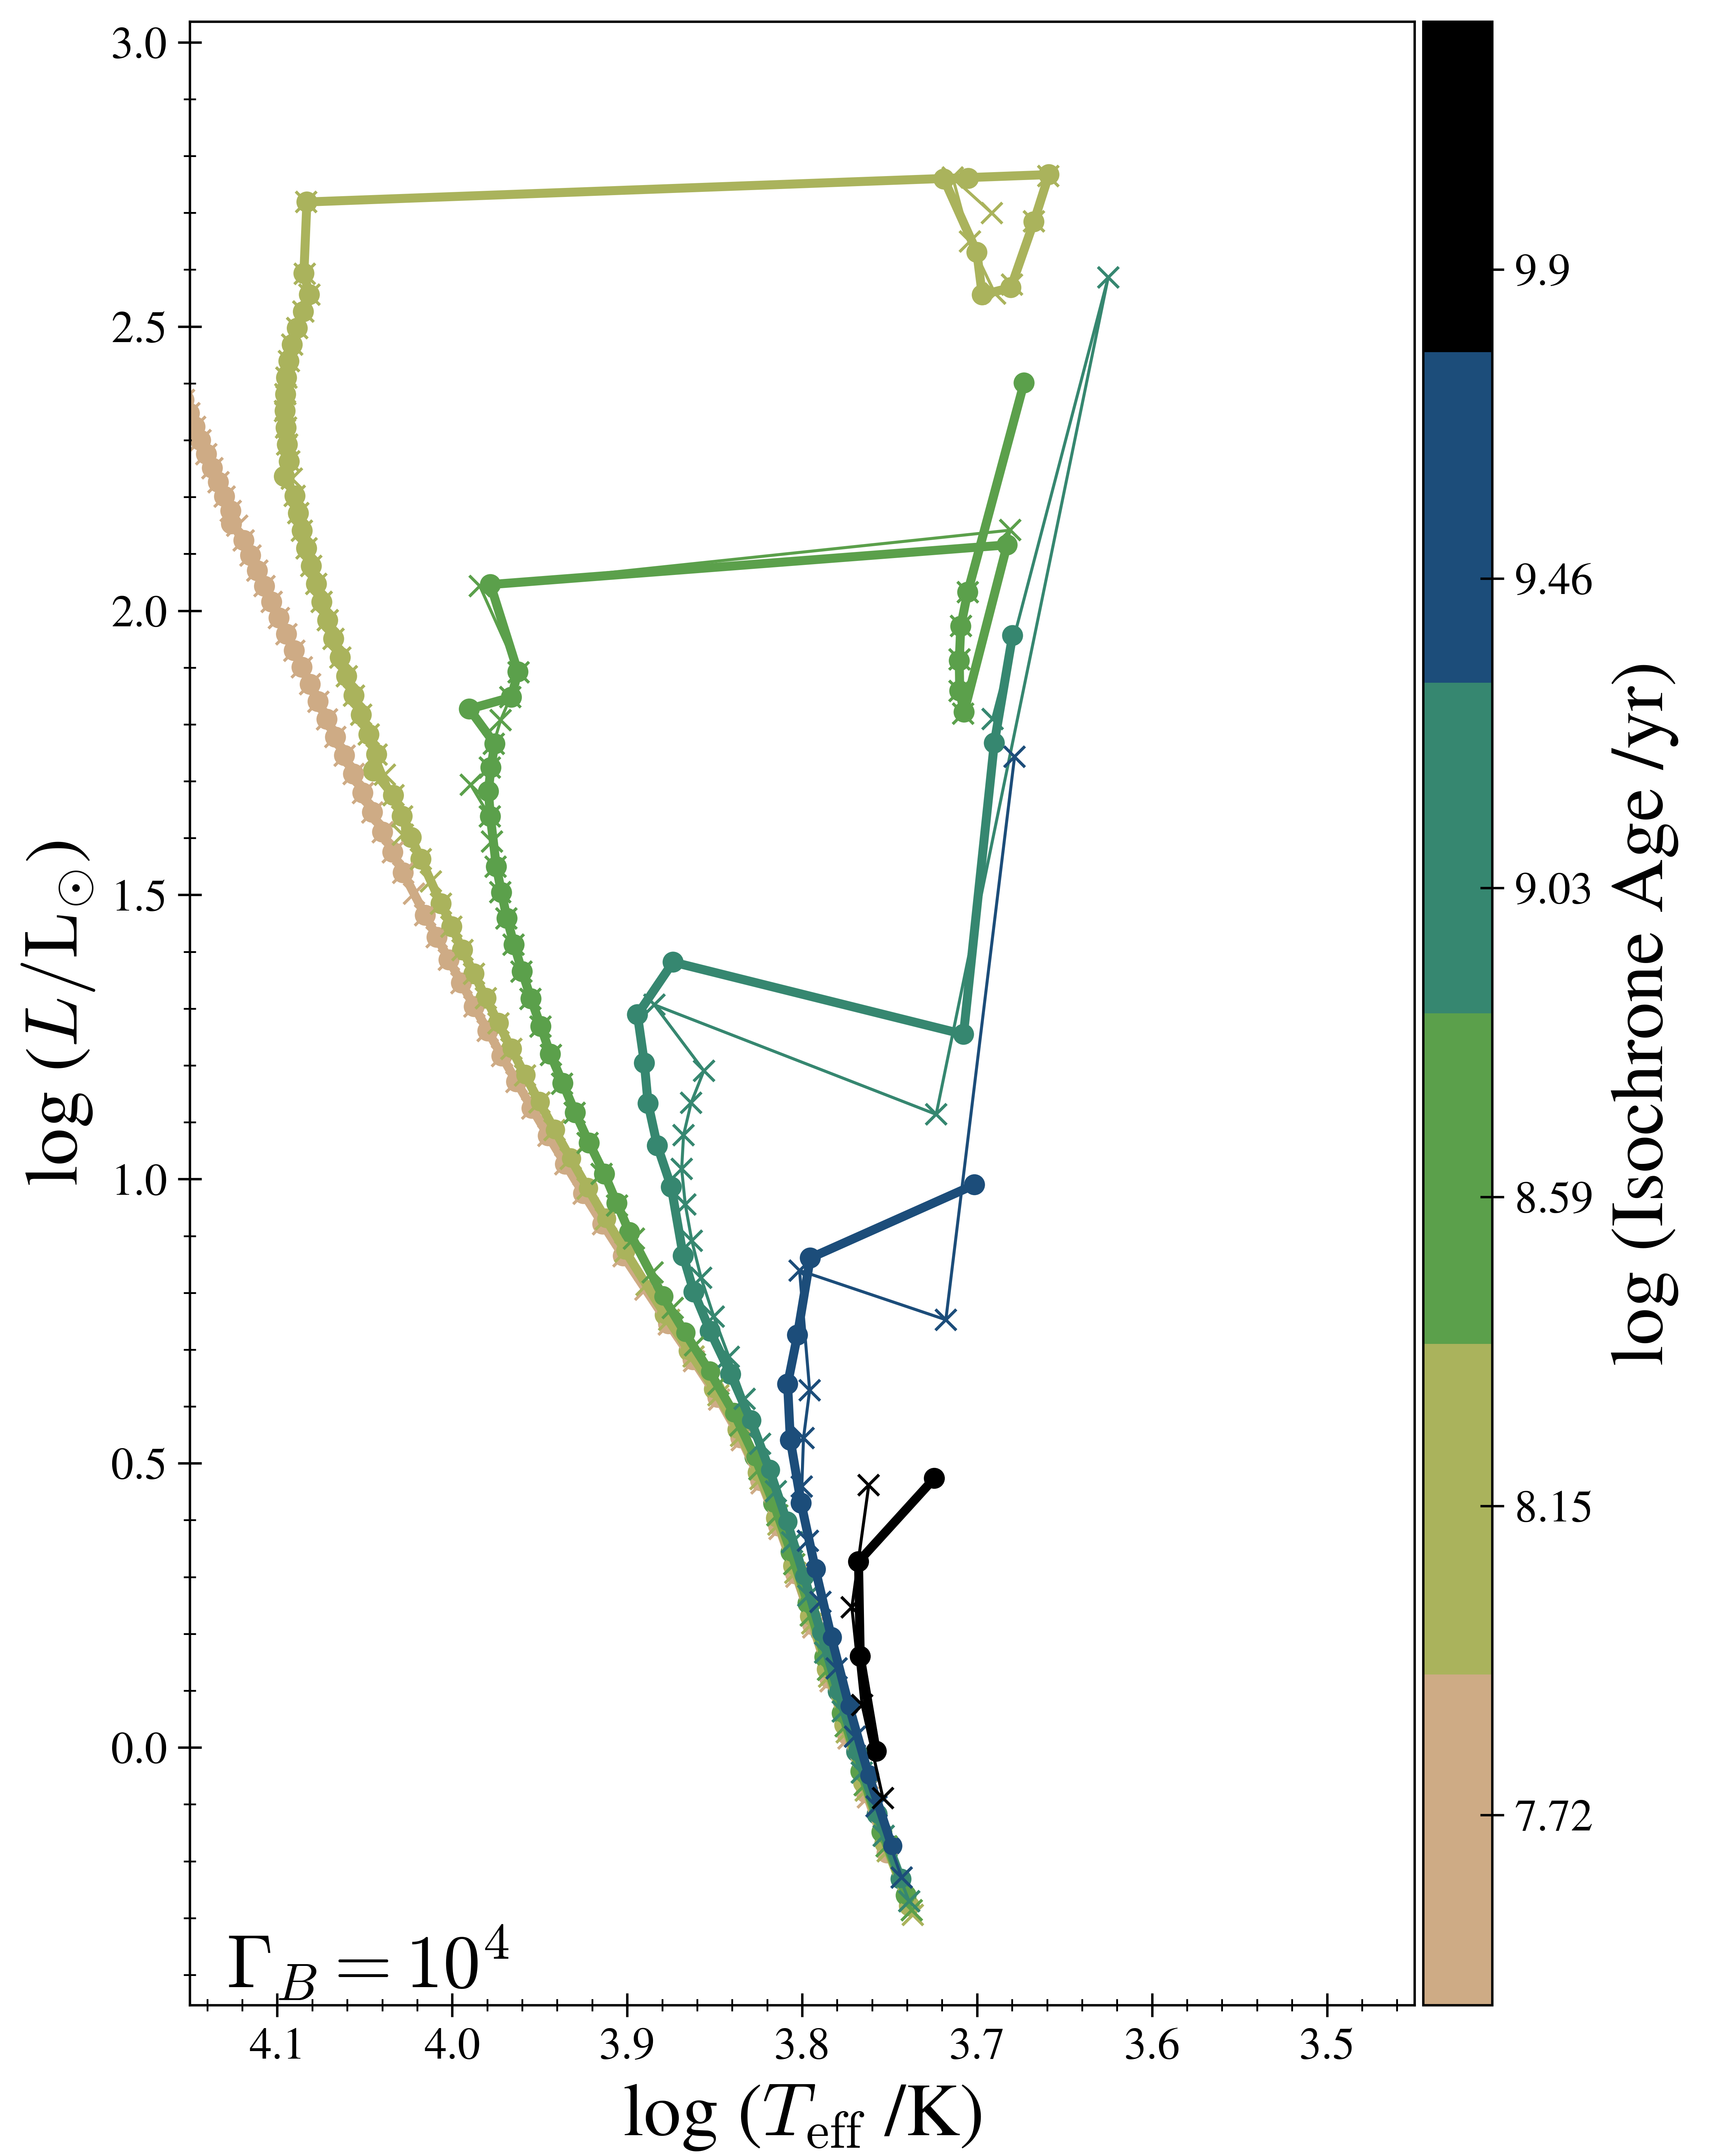 3.0
2.5
2.0
1.5
1.0
0.5
0.0
log (L/L⊙)
Γ_B = 10⁴
4.1 4.0 3.9 3.8 3.7 3.6 3.5
log (T_eff /K)
9.9
9.46
9.03
8.59
8.15
7.72
log (Isochrone Age /yr)